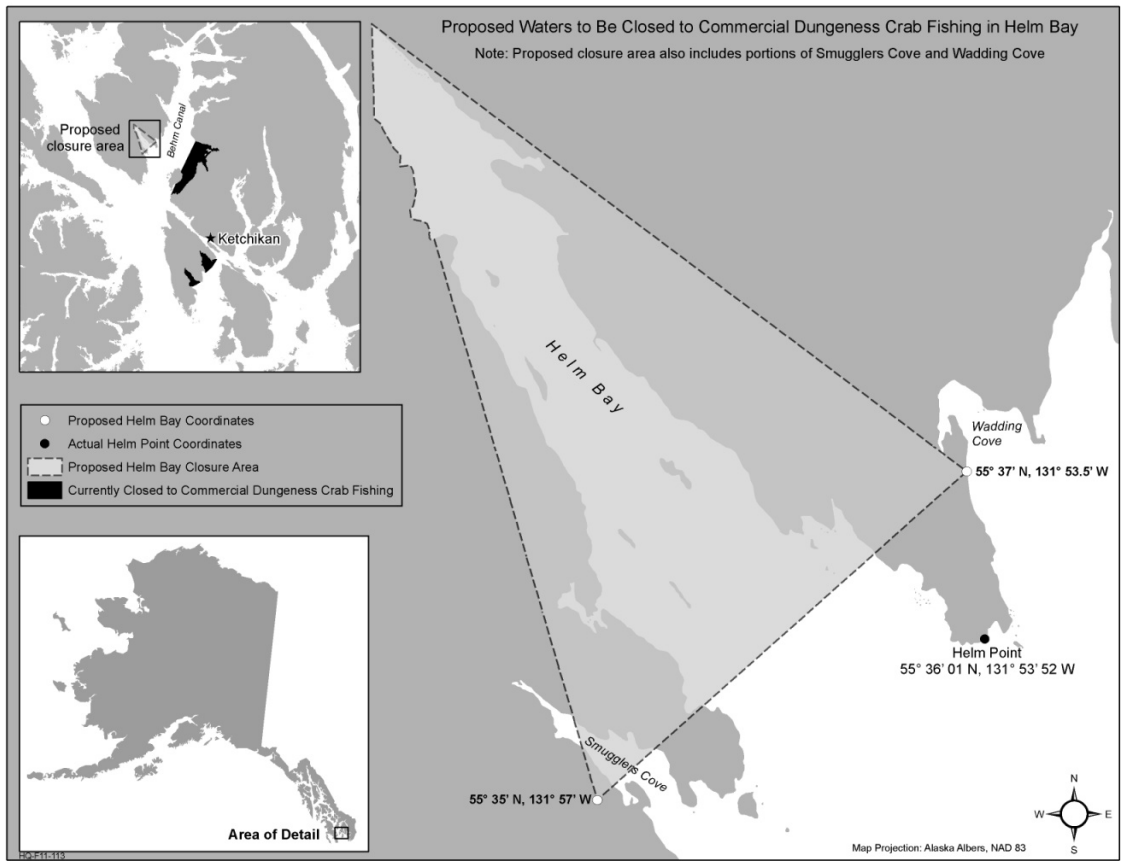 Proposed Waters to Be Closed to Commercial Dungeness Crab Fishing in Helm Bay
Note: Proposed closure area also includes portions of Smugglers Cove and Wadding Cove
Proposed
closure area
Behm Canal
Ketchikan
Proposed Helm Bay Coordinates
Actual Helm Point Coordinates
Proposed Helm Bay Closure Area
Currently Closed to Commercial Dungeness Crab Fishing
Helm Bay
Wadding
Cove
55° 37' N, 131° 53.5' W
Helm Point
55° 36' 01 N, 131° 53' 52 W
Smugglers Cove
55° 35' N, 131° 57' W
Area of Detail
N
W E
S
Map Projection: Alaska Albers, NAD 83
HQ-F11-113